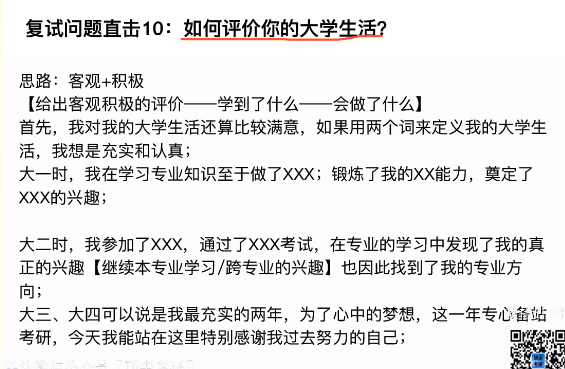 复试问题直击10：如何评价你的大学生活？
思路：客观+积极
【给出客观积极的评价——学到了什么——会做了什么】
首先，我对我的大学生活还算比较满意，如果用两个词来定义我的大学生
活，我想是充实和认真；
大一时，我在学习专业知识至于做了XXX；锻炼了我的XX能力，奠定了
XXX的兴趣；
大二时，我参加了XXX，通过了XXX考试，在专业的学习中发现了我的真
正的兴趣【继续本专业学习/跨专业的兴趣】也因此找到了我的专业方
向；
大三、大四可以说是我最充实的两年，为了心中的梦想，这一年专心备战
考研，今天我能站在这里特别感谢我过去努力的自己；